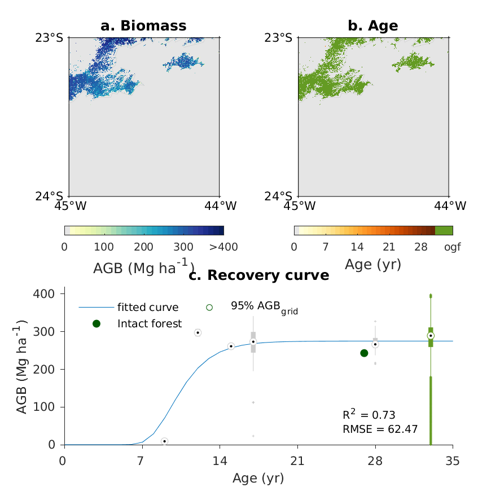 a. Biomass
b. Age
23°S
24°S
45°W 44°W
23°S
24°S
45°W 44°W
0 100 200 300 >400
AGB (Mg ha⁻¹)
0 7 14 21 28 ogf
Age (yr)
c. Recovery curve
400
300
200
100
0
AGB (Mg ha⁻¹)
fitted curve
95% AGB_grid
Intact forest
R² = 0.73
RMSE = 62.47
0 7 14 21 28 35
Age (yr)